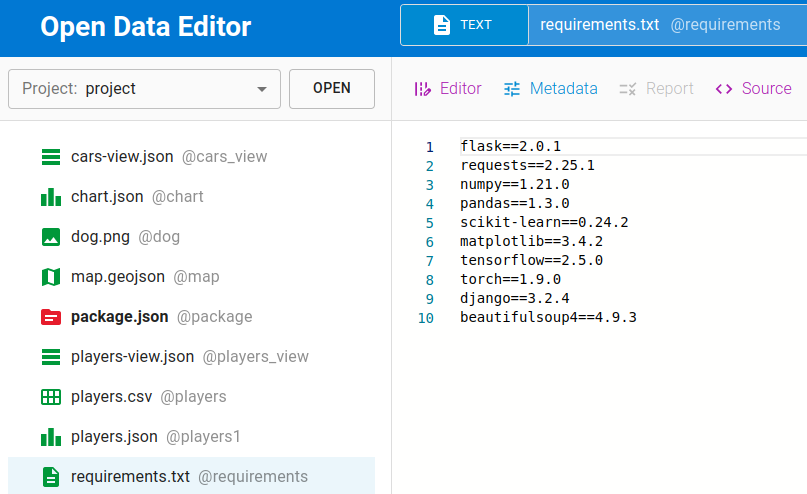 Open Data Editor
TEXT requirements.txt @requirements
Project: project OPEN
Editor Metadata Report Source
cars-view.json @cars_view
chart.json @chart
dog.png @dog
map.geojson @map
package.json @package
players-view.json @players_view
players.csv @players
players.json @players1
requirements.txt @requirements
1 flask==2.0.1
2 requests==2.25.1
3 numpy==1.21.0
4 pandas==1.3.0
5 scikit-learn==0.24.2
6 matplotlib==3.4.2
7 tensorflow==2.5.0
8 torch==1.9.0
9 django==3.2.4
10 beautifulsoup4==4.9.3